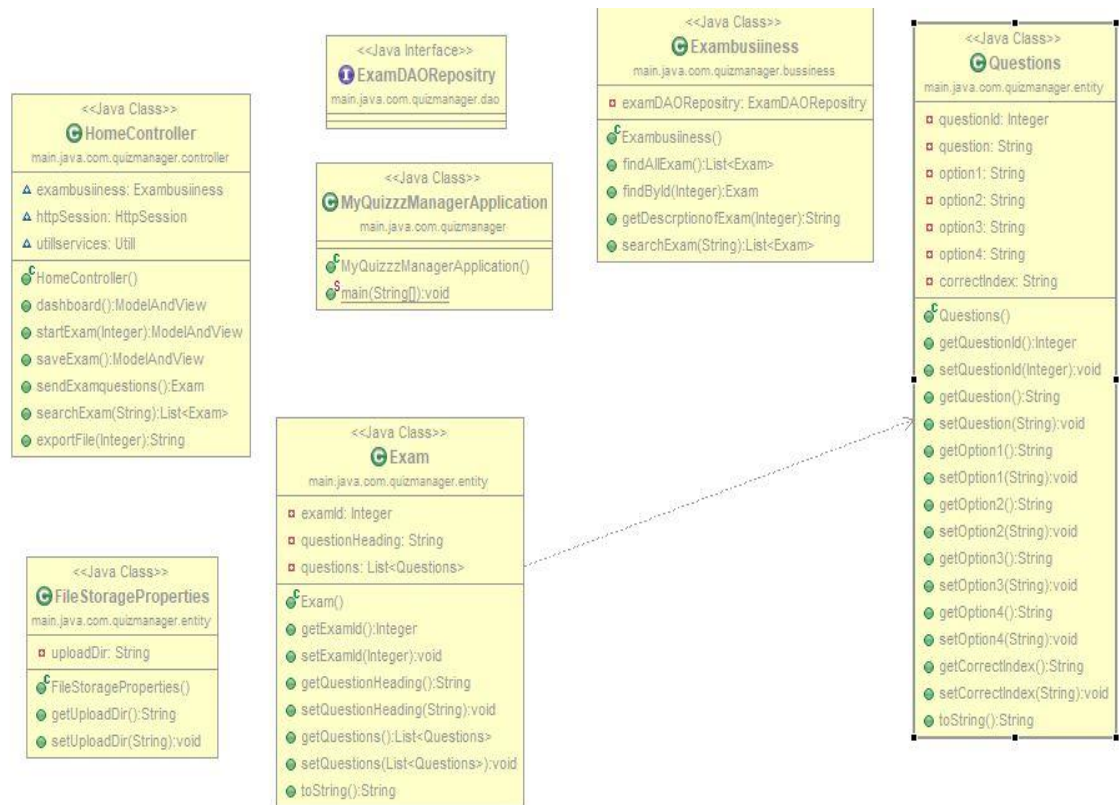 <<Java Class>>
HomeController
main.java.com.quizmanager.controller
exambusiiness: Exambusiiness
httpSession: HttpSession
utillservices: Utill
HomeController()
dashboard():ModelAndView
startExam(Integer):ModelAndView
saveExam():ModelAndView
sendExamquestions():Exam
searchExam(String):List<Exam>
exportFile(Integer):String
<<Java Interface>>
ExamDAORepositry
main.java.com.quizmanager.dao
<<Java Class>>
MyQuizzzManagerApplication
main.java.com.quizmanager
MyQuizzzManagerApplication()
main(String[]):void
<<Java Class>>
Exambusiiness
main.java.com.quizmanager.bussiness
examDAORepositry: ExamDAORepositry
Exambusiiness()
findAllExam():List<Exam>
findById(Integer):Exam
getDescrptionofExam(Integer):String
searchExam(String):List<Exam>
<<Java Class>>
Questions
main.java.com.quizmanager.entity
questionId: Integer
question: String
option1: String
option2: String
option3: String
option4: String
correctIndex: String
Questions()
getQuestionId():Integer
setQuestionId(Integer):void
getQuestion():String
setQuestion(String):void
getOption1():String
setOption1(String):void
getOption2():String
setOption2(String):void
getOption3():String
setOption3(String):void
getOption4():String
setOption4(String):void
getCorrectIndex():String
setCorrectIndex(String):void
toString():String
<<Java Class>>
Exam
main.java.com.quizmanager.entity
examId: Integer
questionHeading: String
questions: List<Questions>
Exam()
getExamId():Integer
setExamId(Integer):void
getQuestionHeading():String
setQuestionHeading(String):void
getQuestions():List<Questions>
setQuestions(List<Questions>):void
toString():String
<<Java Class>>
FileStorageProperties
main.java.com.quizmanager.entity
uploadDir: String
FileStorageProperties()
getUploadDir():String
setUploadDir(String):void